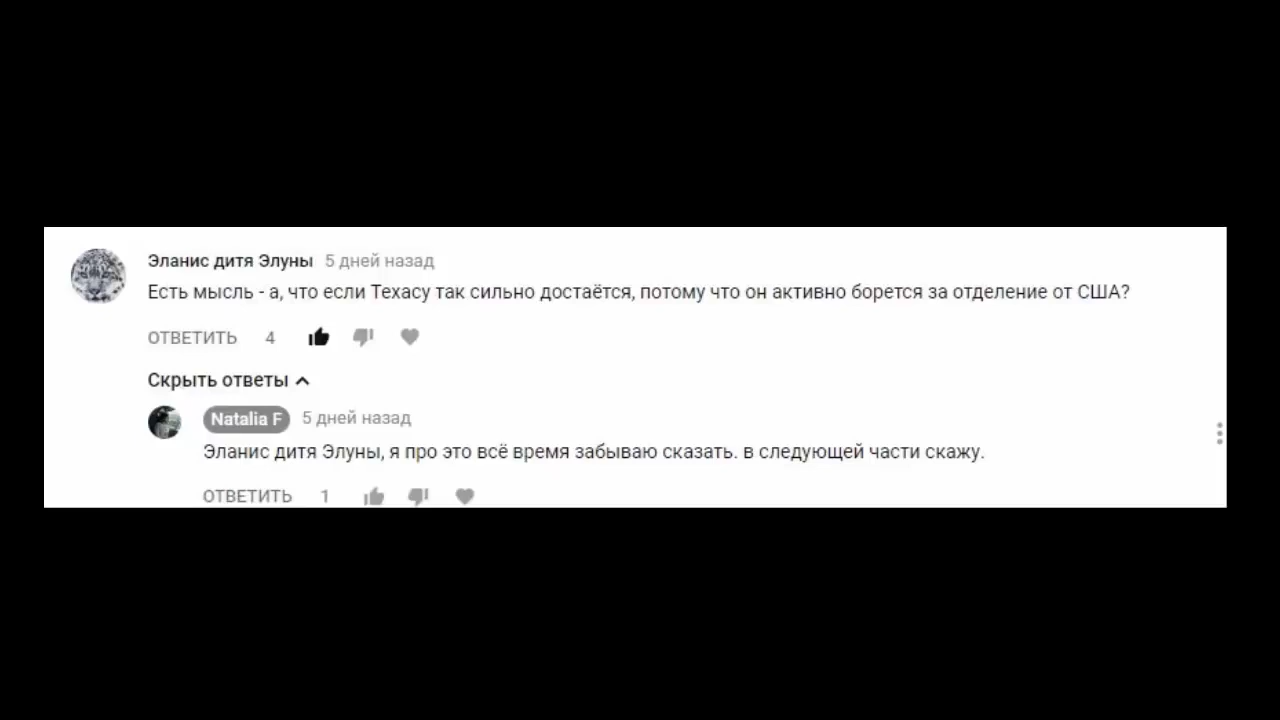 Эланис дитя Элуны 5 дней назад
Есть мысль - а, что если Техасу так сильно достаётся, потому что он активно борется за отделение от США?
ОТВЕТИТЬ 4
Скрыть ответы
Natalia F 5 дней назад
Эланис дитя Элуны, я про это всё время забываю сказать. в следующей части скажу.
ОТВЕТИТЬ 1